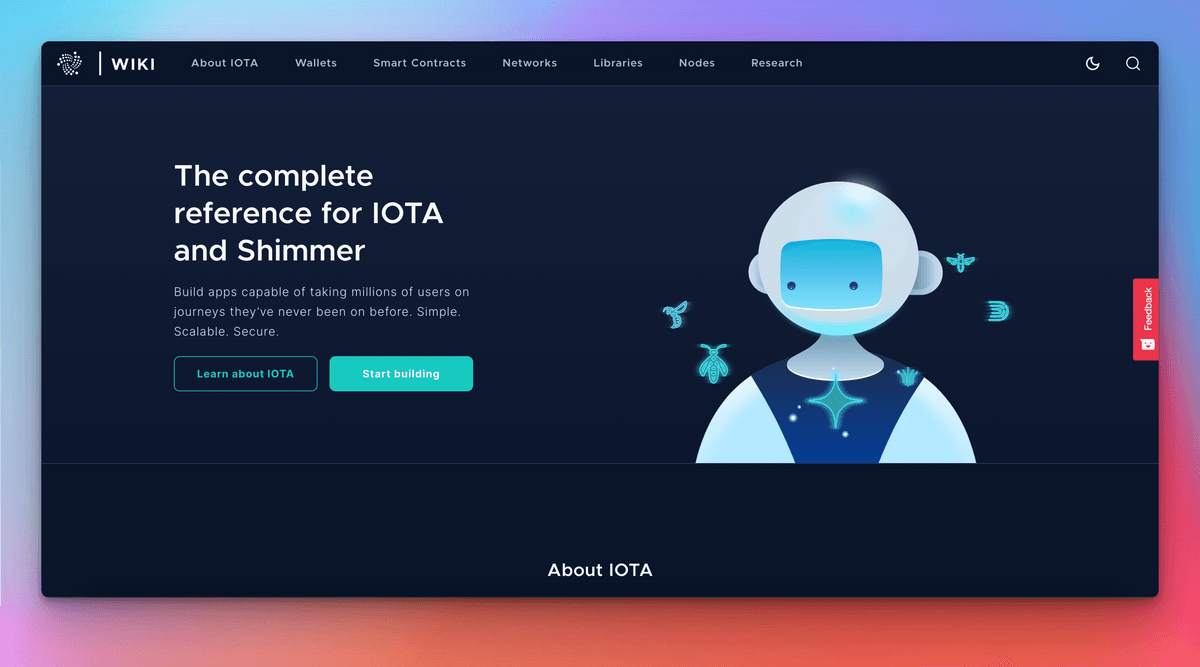 WIKI About IOTA Wallets Smart Contracts Networks Libraries Nodes Research
The complete
reference for IOTA
and Shimmer
Build apps capable of taking millions of users on
journeys they’ve never been on before. Simple.
Scalable. Secure.
Learn about IOTA Start building
Feedback
About IOTA